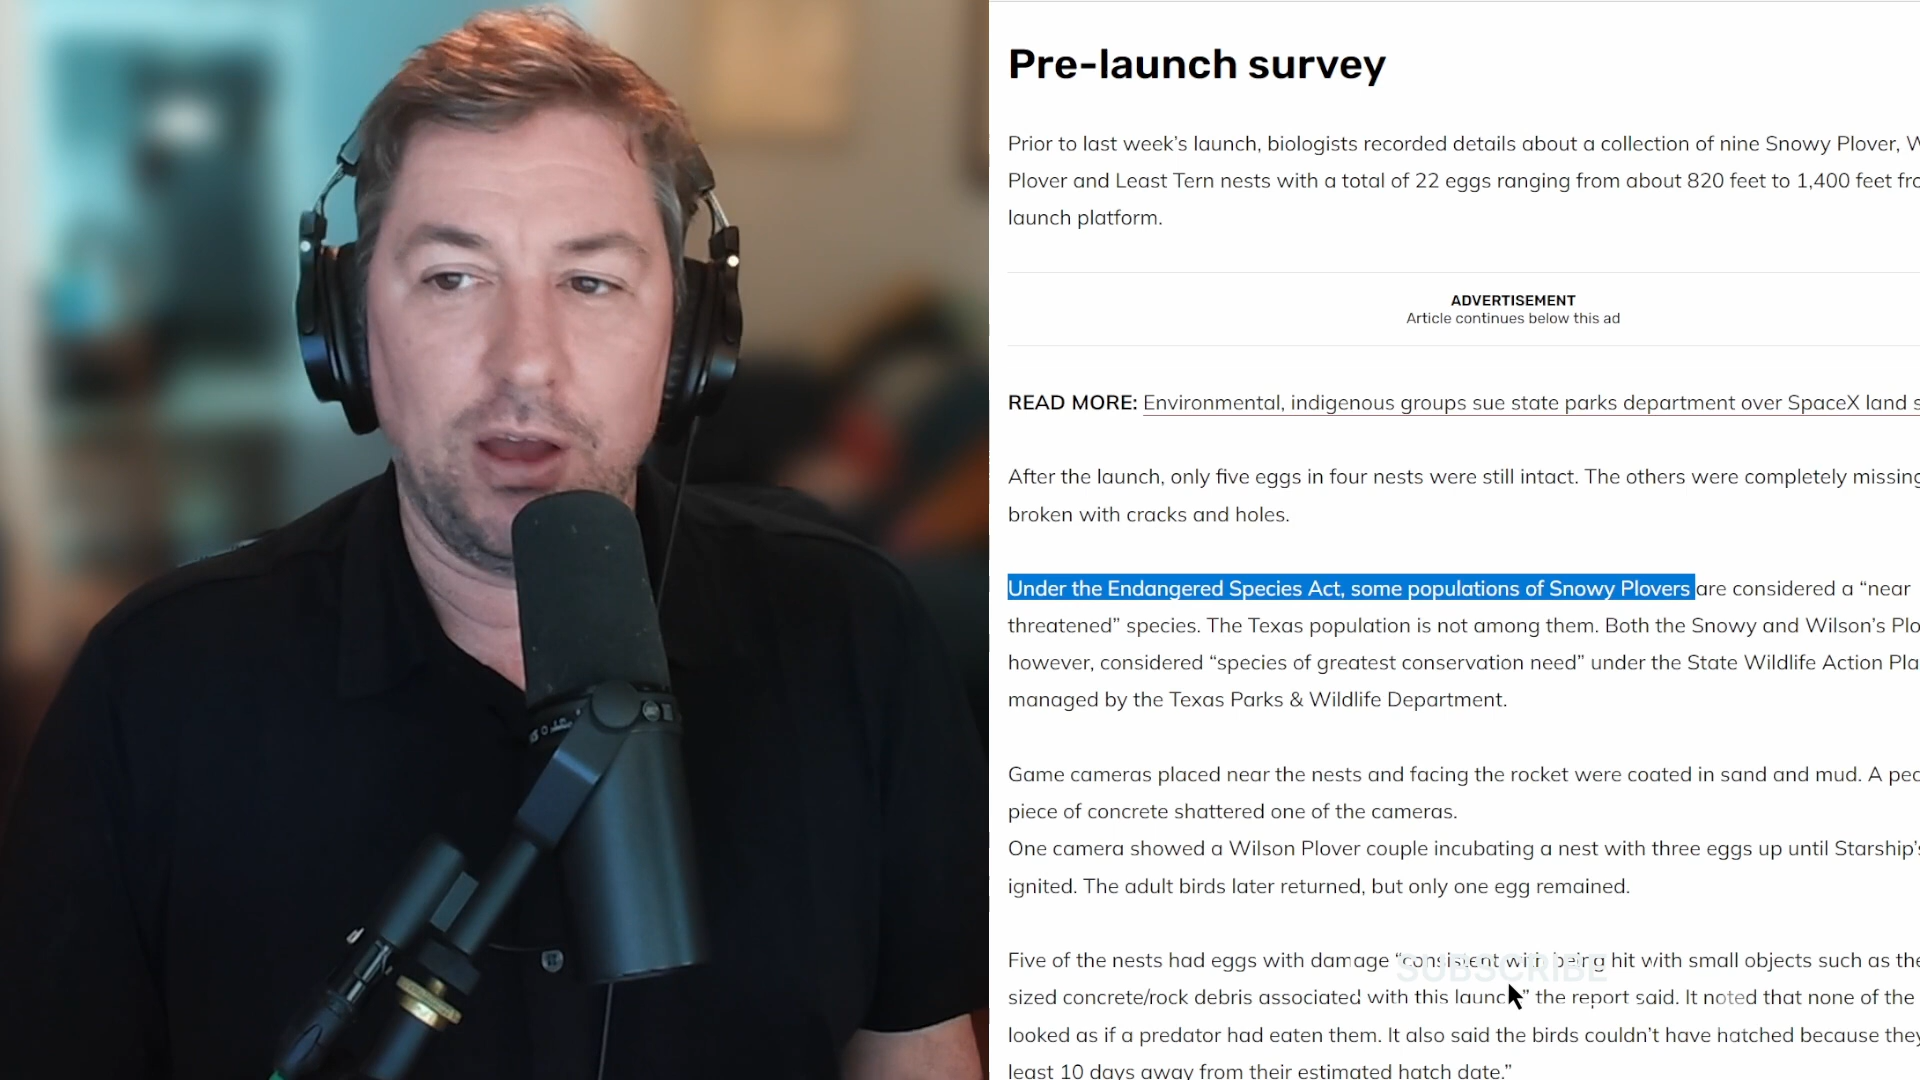 Pre-launch survey
Prior to last week’s launch, biologists recorded details about a collection of nine Snowy Plover,
Plover and Least Tern nests with a total of 22 eggs ranging from about 820 feet to 1,400 feet
launch platform.
ADVERTISEMENT
Article continues below this ad
READ MORE: Environmental, indigenous groups sue state parks department over SpaceX land
After the launch, only five eggs in four nests were still intact. The others were completely missing
broken with cracks and holes.
Under the Endangered Species Act, some populations of Snowy Plovers are considered a “near
threatened” species. The Texas population is not among them. Both the Snowy and Wilson’s
however, considered “species of greatest conservation need” under the State Wildlife Action
managed by the Texas Parks & Wildlife Department.
Game cameras placed near the nests and facing the rocket were coated in sand and mud. A
piece of concrete shattered one of the cameras.
One camera showed a Wilson Plover couple incubating a nest with three eggs up until Starship’s
ignited. The adult birds later returned, but only one egg remained.
SUBSCRIBE
Five of the nests had eggs with damage “consistent with being hit with small objects such as
sized concrete/rock debris associated with this launch” the report said. It noted that none of the
looked as if a predator had eaten them. It also said the birds couldn’t have hatched because they
least 10 days away from their estimated hatch date.”